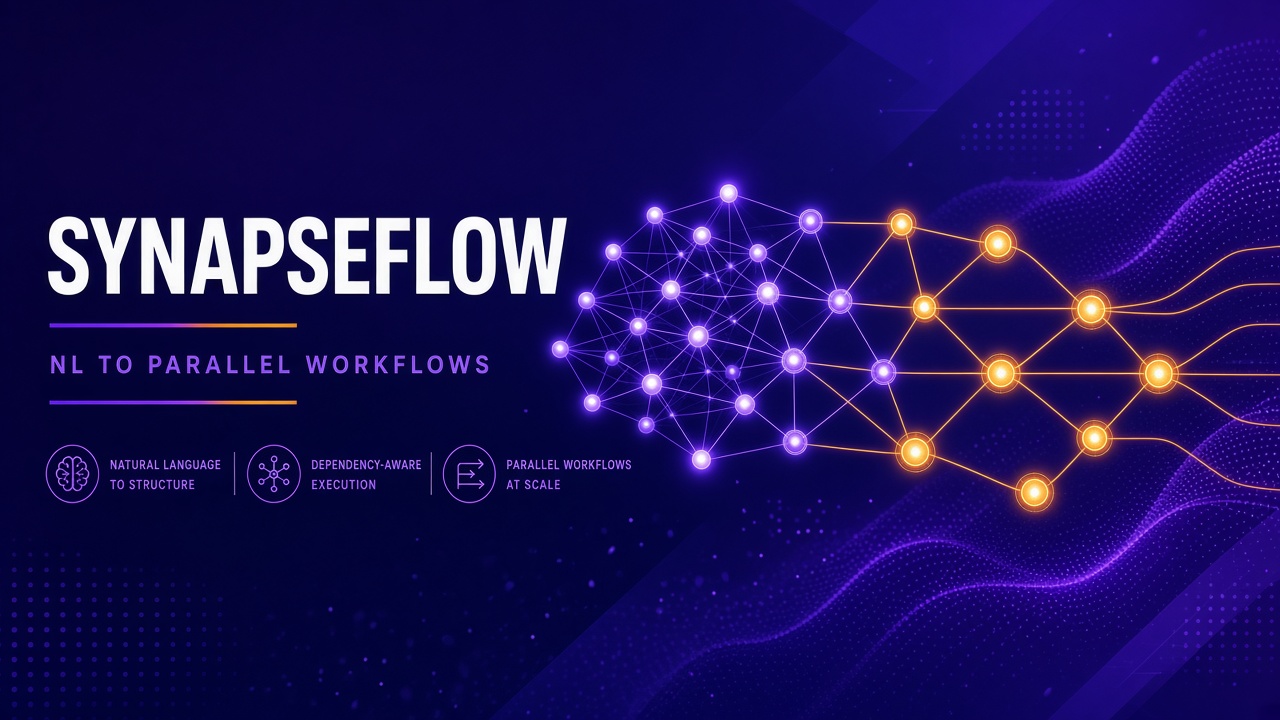 SYNAPSEFLOW
NL TO PARALLEL WORKFLOWS
NATURAL LANGUAGE
TO STRUCTURE
DEPENDENCY-AWARE
EXECUTION
PARALLEL WORKFLOWS
AT SCALE